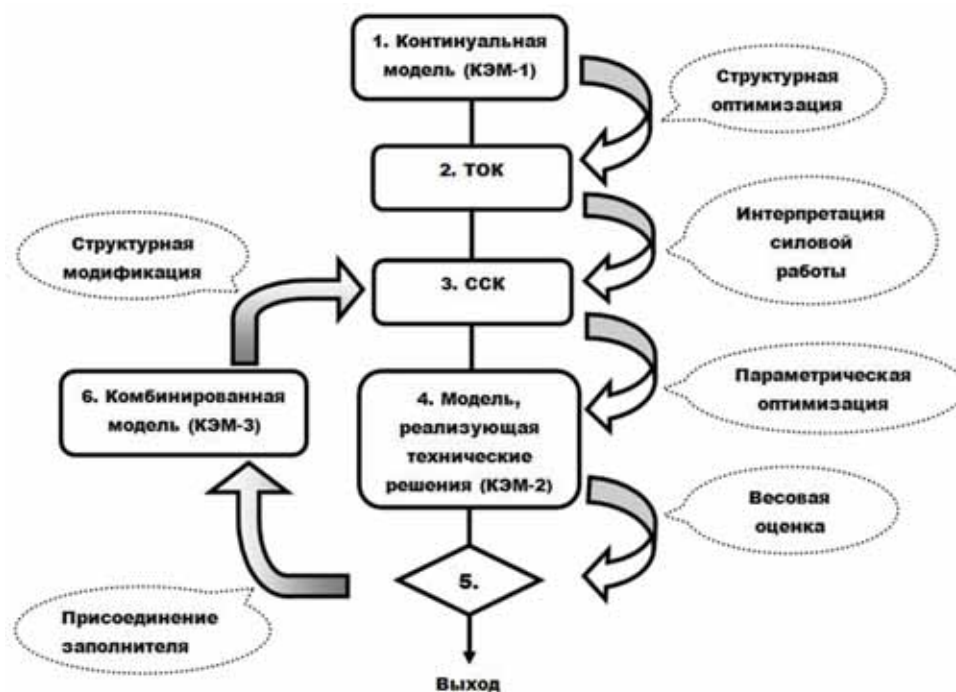 1. Континуальная
модель (КЭМ-1)
Структурная
оптимизация
2. ТОК
Интерпретация
силовой
работы
Структурная
модификация
3. ССК
Параметрическая
оптимизация
6. Комбинированная
модель (КЭМ-3)
4. Модель,
реализующая
технические
решения (КЭМ-2)
Весовая
оценка
5.
Присоединение
заполнителя
Выход